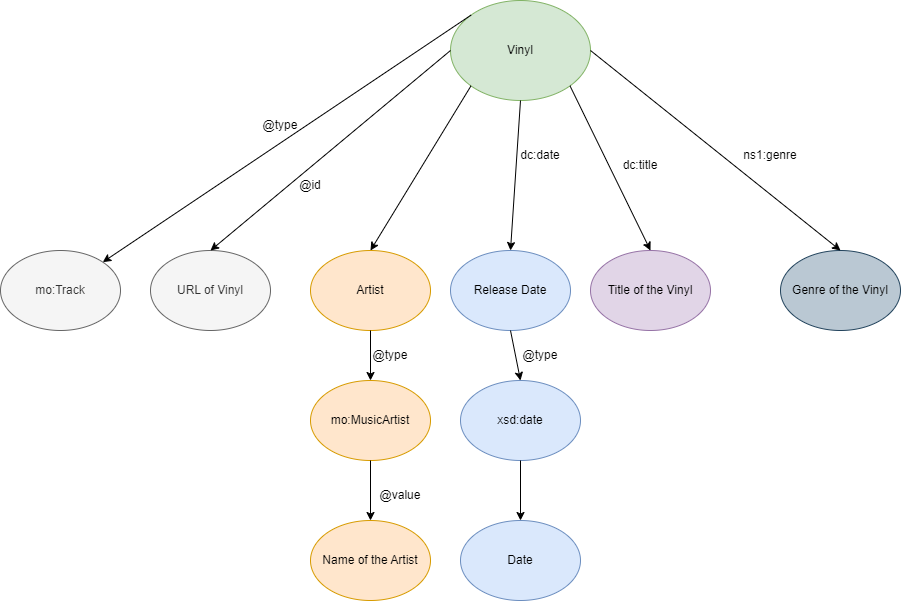 Vinyl
@type
dc:date
ns1:genre
dc:title
@id
mo:Track
URL of Vinyl
Artist
Release Date
Title of the Vinyl
Genre of the Vinyl
@type
@type
mo:MusicArtist
xsd:date
@value
Name of the Artist
Date